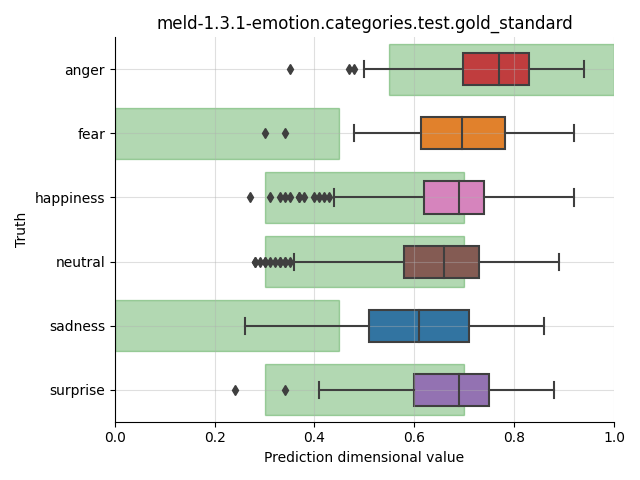 meld-1.3.1-emotion.categories.test.gold_standard
anger
fear
happiness
neutral
sadness
surprise
Truth
0.0 0.2 0.4 0.6 0.8 1.0
Prediction dimensional value